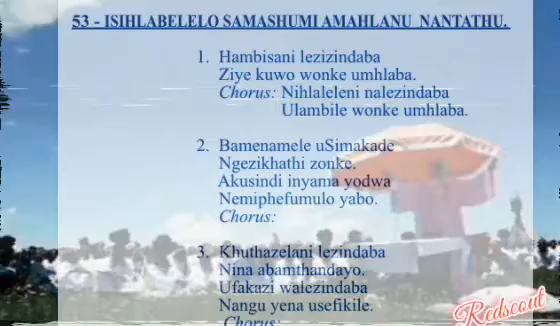 53 - ISIHLABELELO SAMASHUMI AMAHLANU NANTATHU.
1. Hambisani lezizindaba
Ziye kuwo wonke umhlaba.
Chorus: Nihlaleleni nalezindaba
Ulambile wonke umhlaba.
2. Bamenamele uSimakade
Ngezikhathi zonke.
Akusindi inyama yodwa
Nemiphefumulo yabo.
Chorus:
3. Khuthazelani lezindaba
Nina abamthandayo.
Ufakazi walezindaba
Nangu yena usefikile.
Chorus:
Redscout